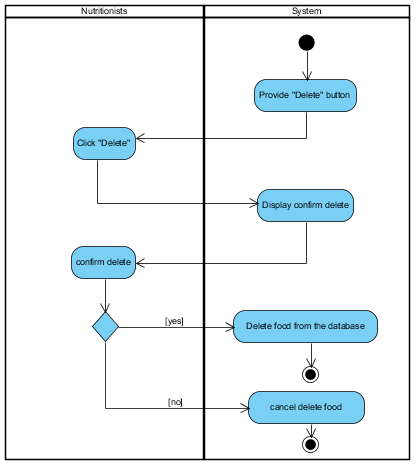 Nutritionists
System
Provide "Delete" button
Click "Delete"
Display confirm delete
confirm delete
[yes]
Delete food from the database
[no]
cancel delete food